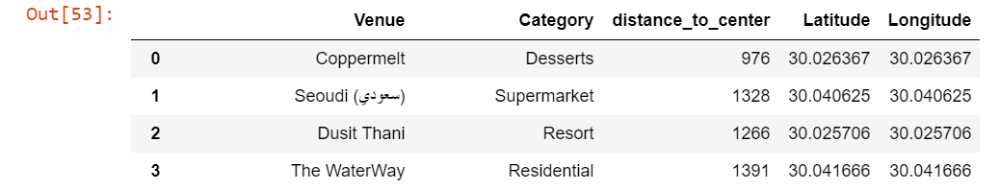 Out[53]:
Venue Category distance_to_center Latitude Longitude
0 Coppermelt Desserts 976 30.026367 30.026367
1 Seoudi (سعودي) Supermarket 1328 30.040625 30.040625
2 Dusit Thani Resort 1266 30.025706 30.025706
3 The WaterWay Residential 1391 30.041666 30.041666